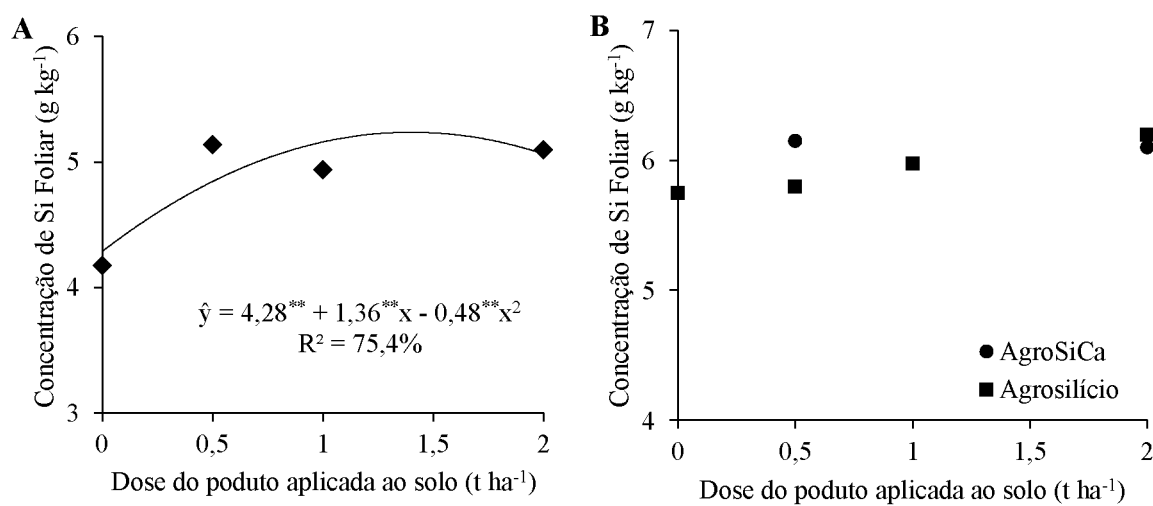 A
Concentração de Si Foliar (g kg⁻¹)
6
5
4
3
ŷ = 4,28** + 1,36**x - 0,48**x²
R² = 75,4%
0
0,5
1
1,5
2
Dose do poduto aplicada ao solo (t ha⁻¹)
B
Concentração de Si Foliar (g kg⁻¹)
7
6
5
4
AgroSiCa
Agrosilício
0
0,5
1
1,5
2
Dose do poduto aplicada ao solo (t ha⁻¹)